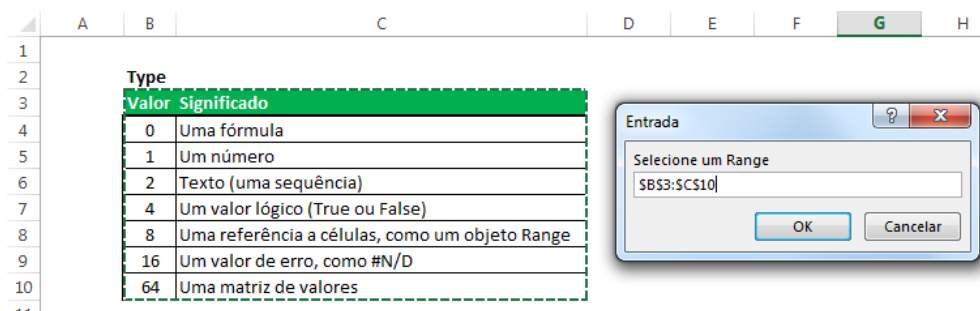 A B C D E F G H
1
2 Type
3 Valor Significado
4 0 Uma fórmula
5 1 Um número
6 2 Texto (uma sequência)
7 4 Um valor lógico (True ou False)
8 8 Uma referência a células, como um objeto Range
9 16 Um valor de erro, como #N/D
10 64 Uma matriz de valores
11
Entrada ?
Selecione um Range
$B$3:$C$10
OK Cancelar